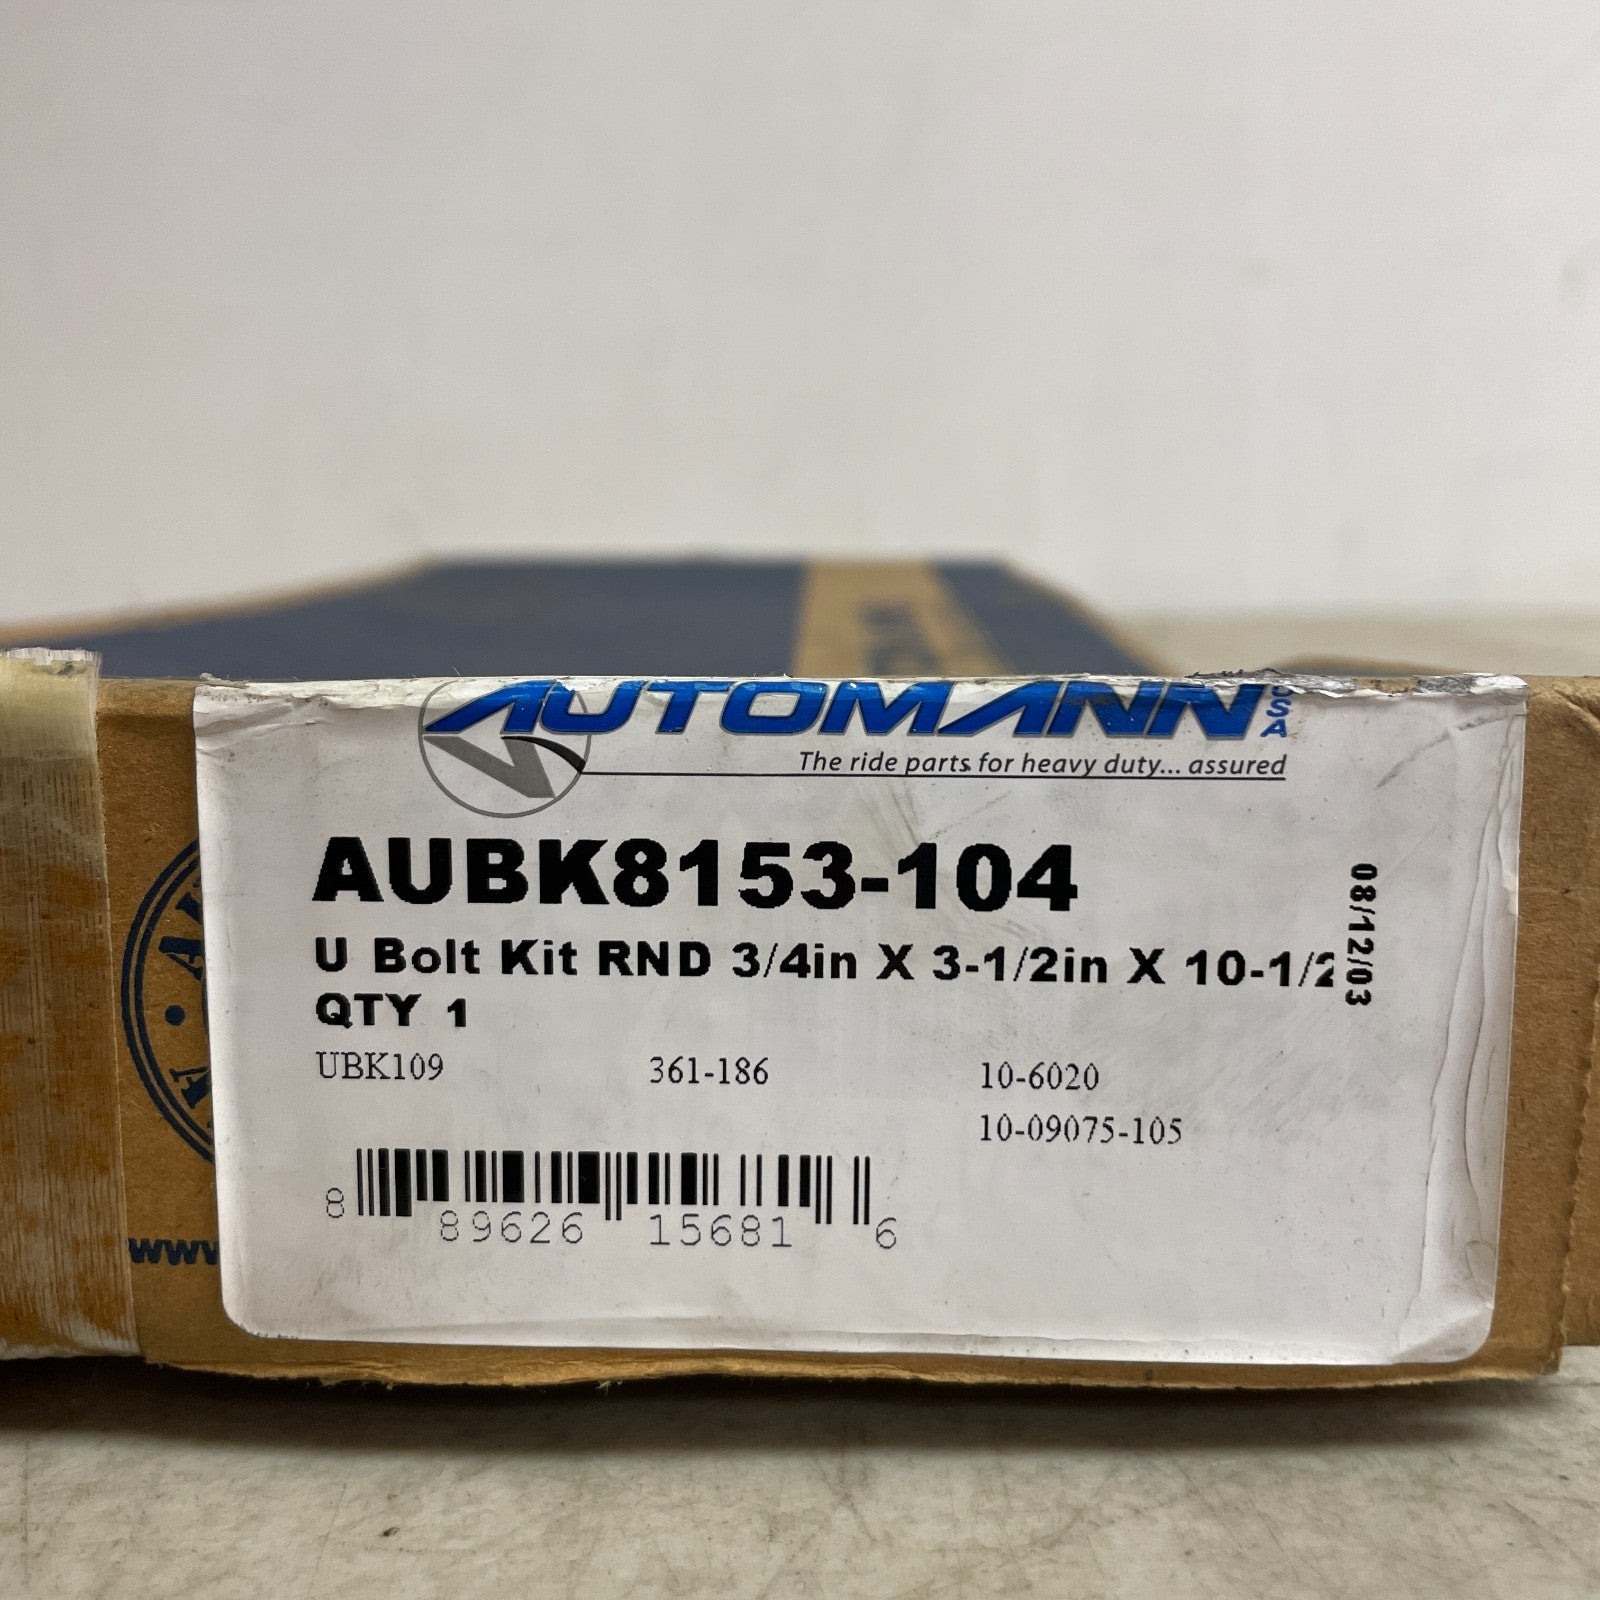 AUTOMANN USA
The ride parts for heavy duty... assured
AUBK8153-104
U Bolt Kit RND 3/4in X 3-1/2in X 10-1/2
QTY 1
08/12/03
UBK109 361-186 10-6020
10-09075-105
8 89626 15681 6
www